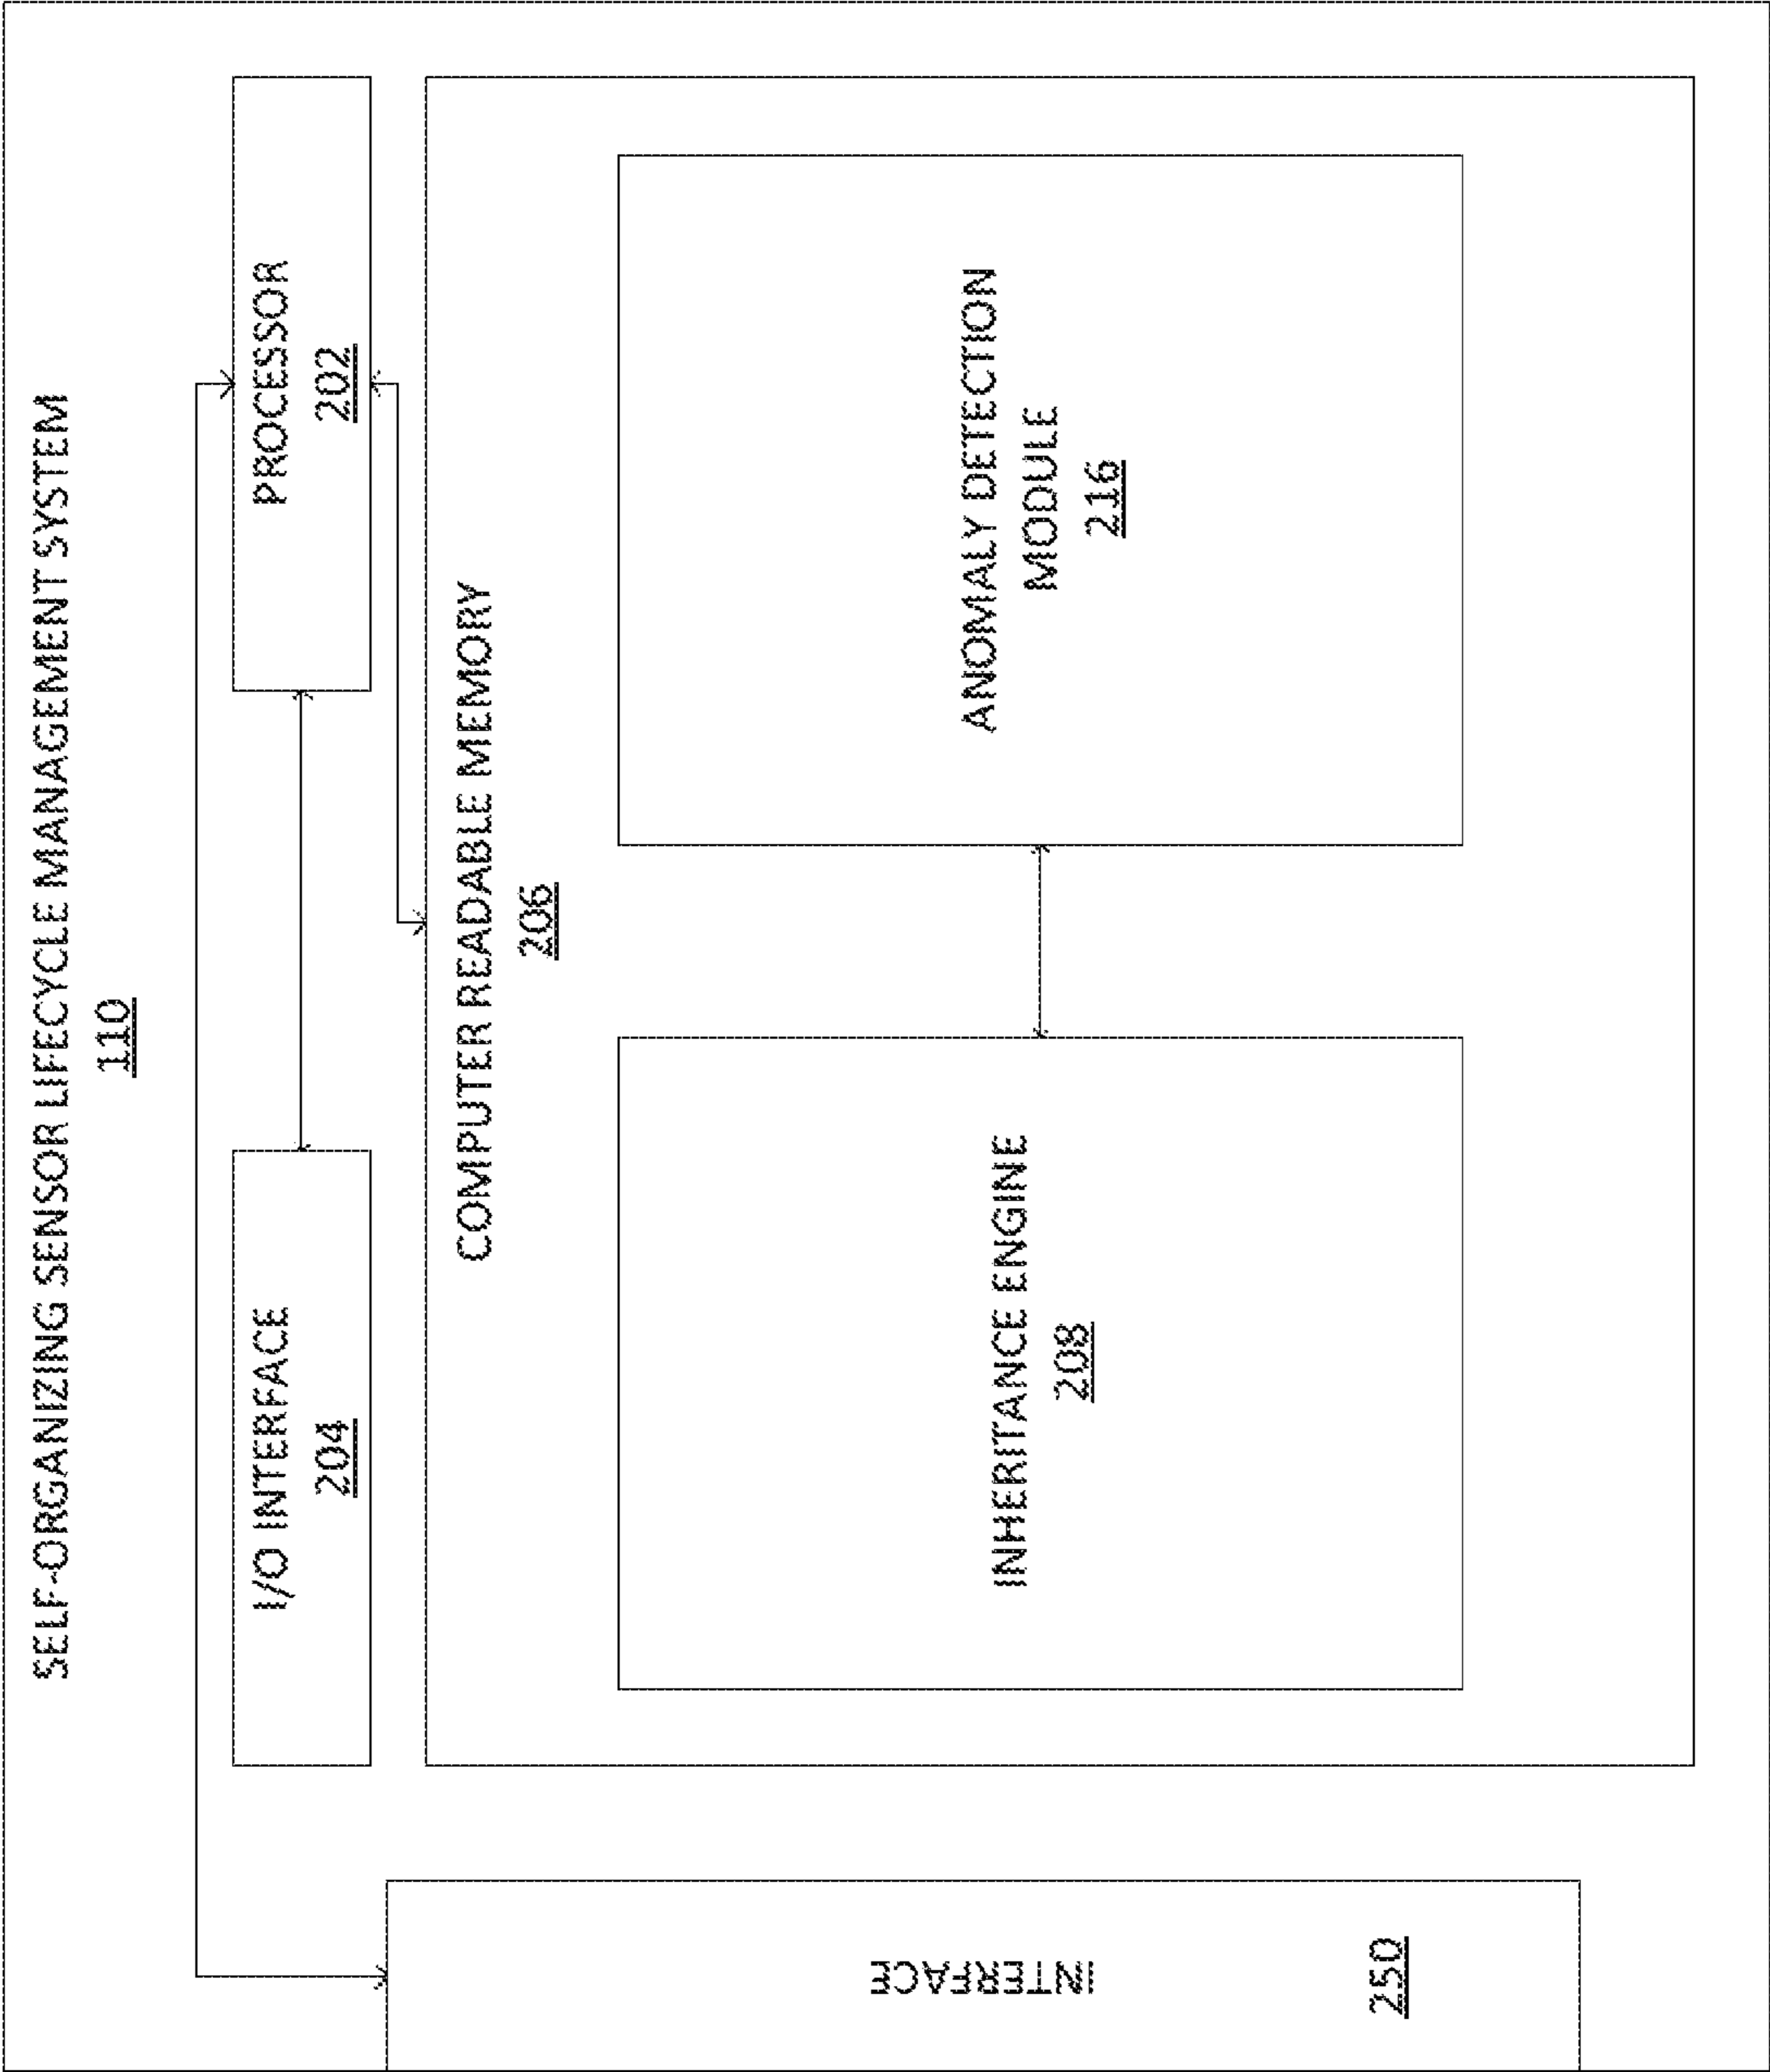 SELF-ORGANIZING SENSOR LIFECYCLE MANAGEMENT SYSTEM
110
I/O INTERFACE
204
PROCESSOR
202
COMPUTER READABLE MEMORY
206
INTERFACE
250
INHERITANCE ENGINE
208
ANOMALY DETECTION
MODULE
216